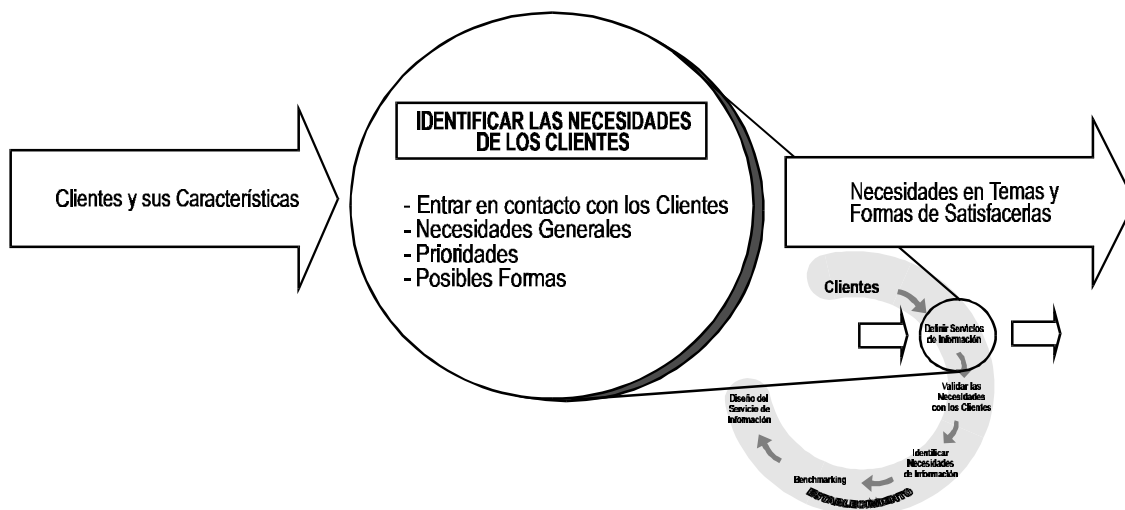 Clientes y sus Características
IDENTIFICAR LAS NECESIDADES
DE LOS CLIENTES
- Entrar en contacto con los Clientes
- Necesidades Generales
- Prioridades
- Posibles Formas
Necesidades en Temas y
Formas de Satisfacerlas
Clientes
Definir Servicios
de Información
Validar las
Necesidades
con los Clientes
Identificar
Necesidades
de Información
Benchmarking
Diseño del
Servicio de
Información
ESTABLECIMIENTO